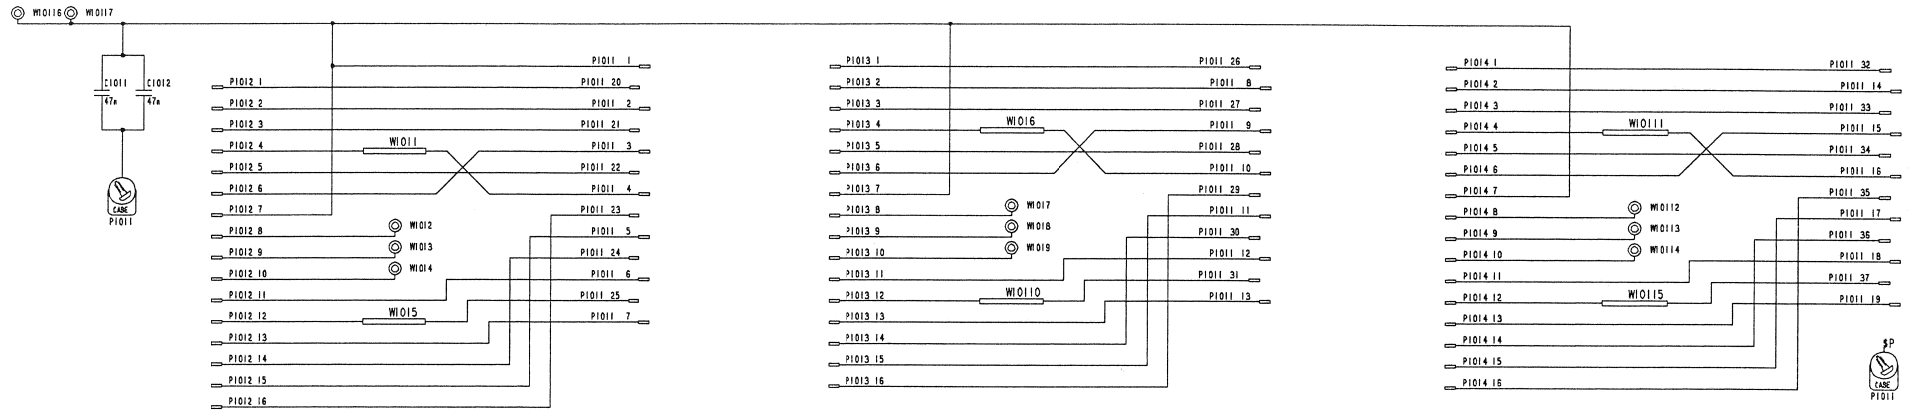 W10116 W10117
C1011 C1012
47n 47n
CASE
P1011
P1011 1
P1012 1 P1011 20
P1012 2 P1011 2
P1012 3 P1011 21
P1012 4 W1011 P1011 3
P1012 5 P1011 22
P1012 6 P1011 4
P1012 7 P1011 23
P1012 8 W1012 P1011 5
P1012 9 W1013 P1011 24
P1012 10 W1014 P1011 6
P1012 11 P1011 25
P1012 12 W1015 P1011 7
P1012 13
P1012 14
P1012 15
P1012 16
P1013 1 P1011 26
P1013 2 P1011 8
P1013 3 P1011 27
P1013 4 W1016 P1011 9
P1013 5 P1011 28
P1013 6 P1011 10
P1013 7 P1011 29
P1013 8 W1017 P1011 11
P1013 9 W1018 P1011 30
P1013 10 W1019 P1011 12
P1013 11 P1011 31
P1013 12 W10110 P1011 13
P1013 13
P1013 14
P1013 15
P1013 16
P1014 1 P1011 32
P1014 2 P1011 14
P1014 3 P1011 33
P1014 4 W10111 P1011 15
P1014 5 P1011 34
P1014 6 P1011 16
P1014 7 P1011 35
P1014 8 W10112 P1011 17
P1014 9 W10113 P1011 36
P1014 10 W10114 P1011 18
P1014 11 P1011 37
P1014 12 W10115 P1011 19
P1014 13
P1014 14
P1014 15
P1014 16
$P
CASE
P1011